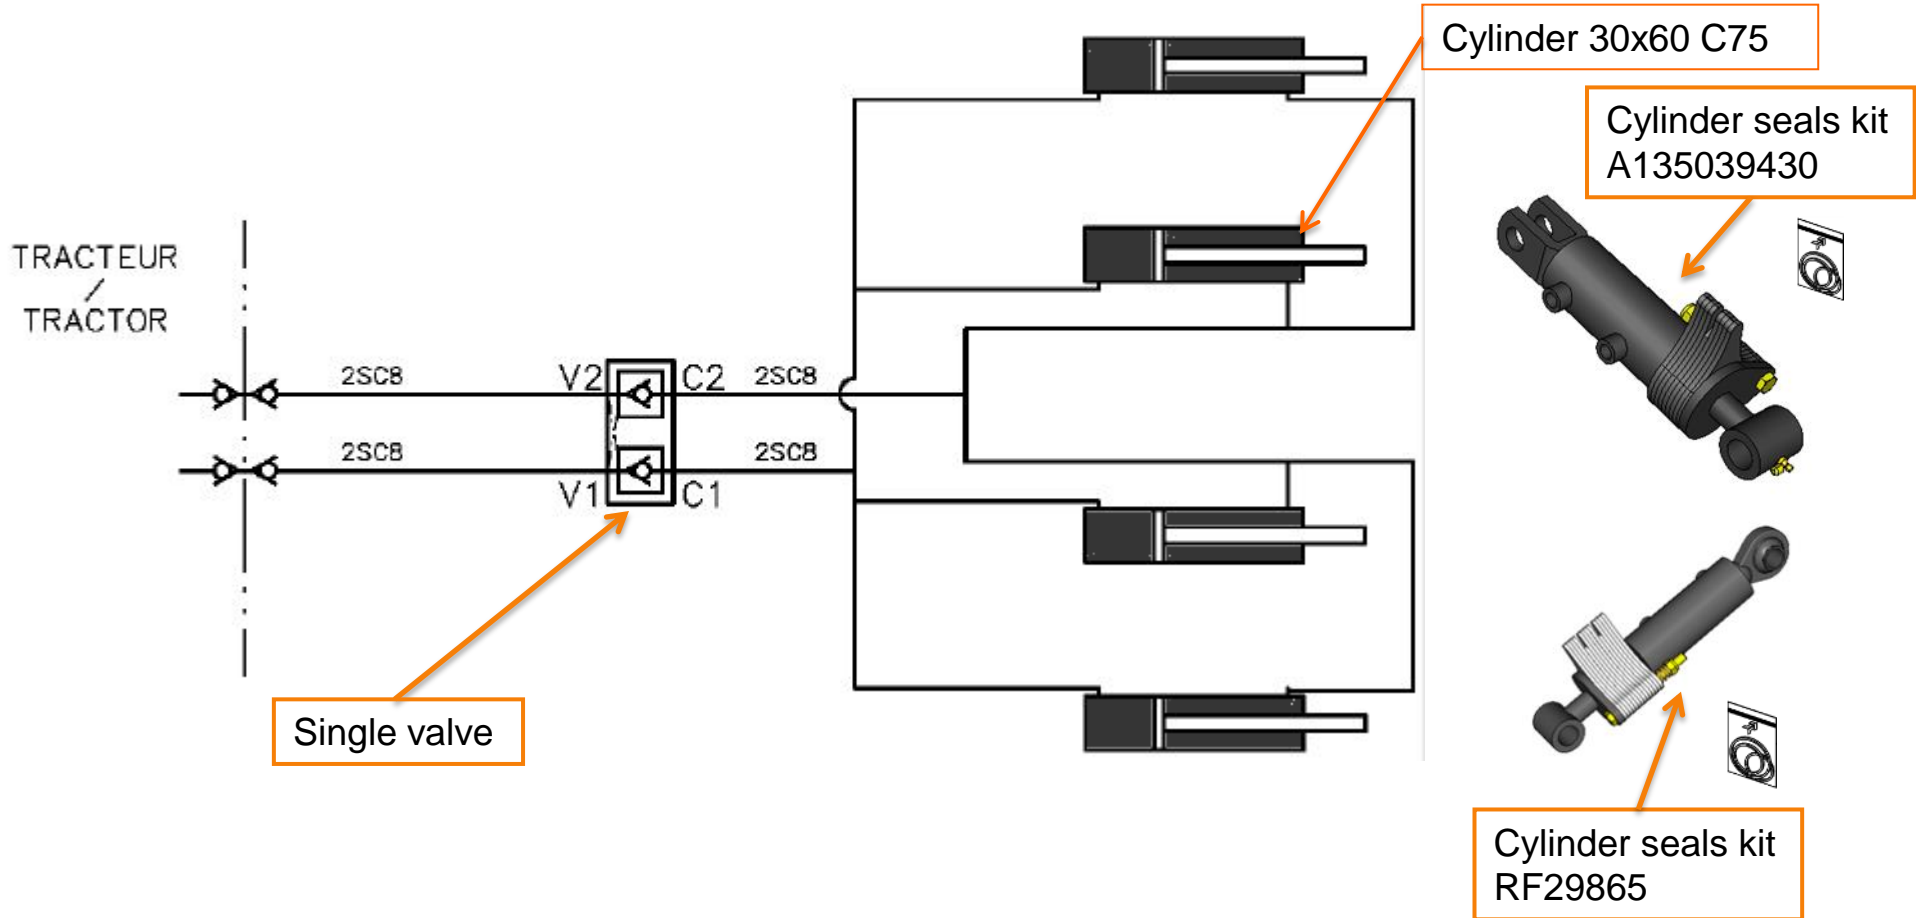 Cylinder 30x60 C75
Cylinder seals kit
A135039430
TRACTEUR
/
TRACTOR
2SC8
V2
C2
2SC8
2SC8
V1
C1
2SC8
Single valve
Cylinder seals kit
RF29865